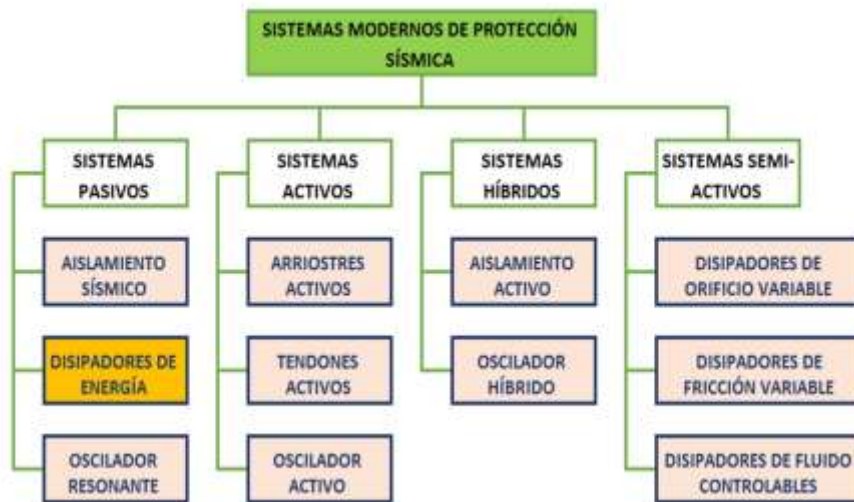 SISTEMAS MODERNOS DE PROTECCIÓN
SÍSMICA
SISTEMAS
PASIVOS
SISTEMAS
ACTIVOS
SISTEMAS
HÍBRIDOS
SISTEMAS SEMI-
ACTIVOS
AISLAMIENTO
SÍSMICO
ARRIOSTRES
ACTIVOS
AISLAMIENTO
ACTIVO
DISIPADORES DE
ORIFICIO VARIABLE
DISIPADORES DE
ENERGÍA
TENDONES
ACTIVOS
OSCILADOR
HÍBRIDO
DISIPADORES DE
FRICCIÓN VARIABLE
OSCILADOR
RESONANTE
OSCILADOR
ACTIVO
DISIPADORES DE FLUIDO
CONTROLABLES